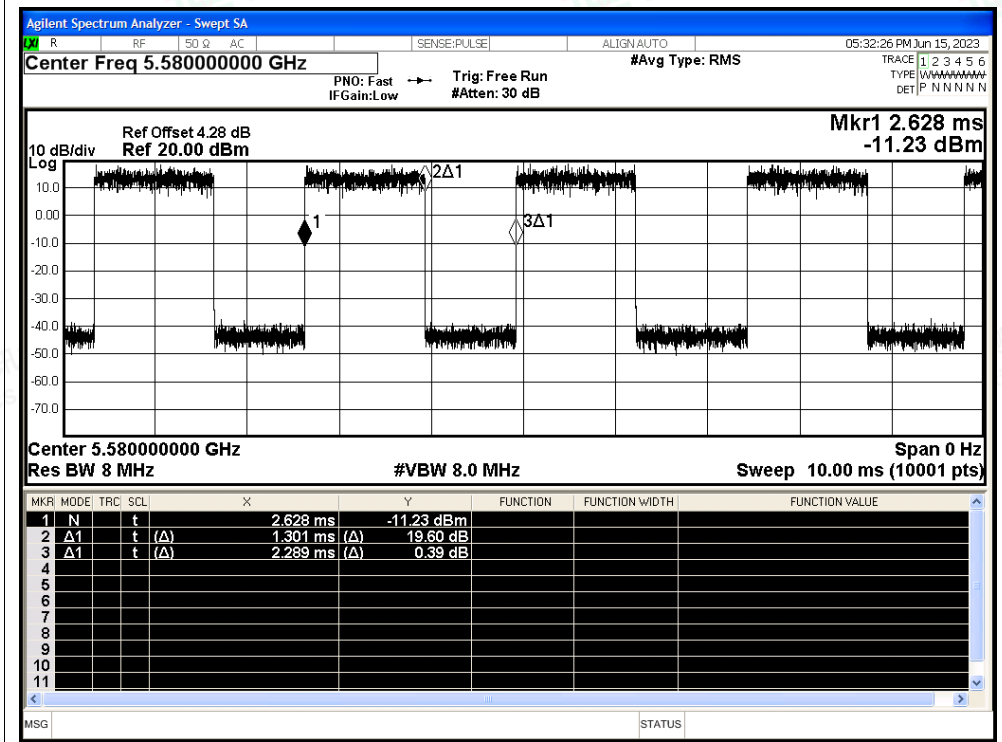 Agilent Spectrum Analyzer - Swept SA
LXI R RF 50 Ω AC SENSE:PULSE ALIGN AUTO 05:32:26 PM Jun 15, 2023
Center Freq 5.580000000 GHz #Avg Type: RMS TRACE 1 2 3 4 5 6
PNO: Fast Trig: Free Run TYPE
IFGain:Low #Atten: 30 dB DET P N N N N N
Mkr1 2.628 ms
Ref Offset 4.28 dB
10 dB/div Ref 20.00 dBm -11.23 dBm
Log
2Δ1
10.0
0.00
1 3Δ1
-10.0
-20.0
-30.0
-40.0
-50.0
-60.0
-70.0
Center 5.580000000 GHz Span 0 Hz
Res BW 8 MHz #VBW 8.0 MHz Sweep 10.00 ms (10001 pts)
MKR MODE TRC SCL X Y FUNCTION FUNCTION WIDTH FUNCTION VALUE
1 N t 2.628 ms -11.23 dBm
2 Δ1 t (Δ) 1.301 ms (Δ) 19.60 dB
3 Δ1 t (Δ) 2.289 ms (Δ) 0.39 dB
4
5
6
7
8
9
10
11
MSG STATUS